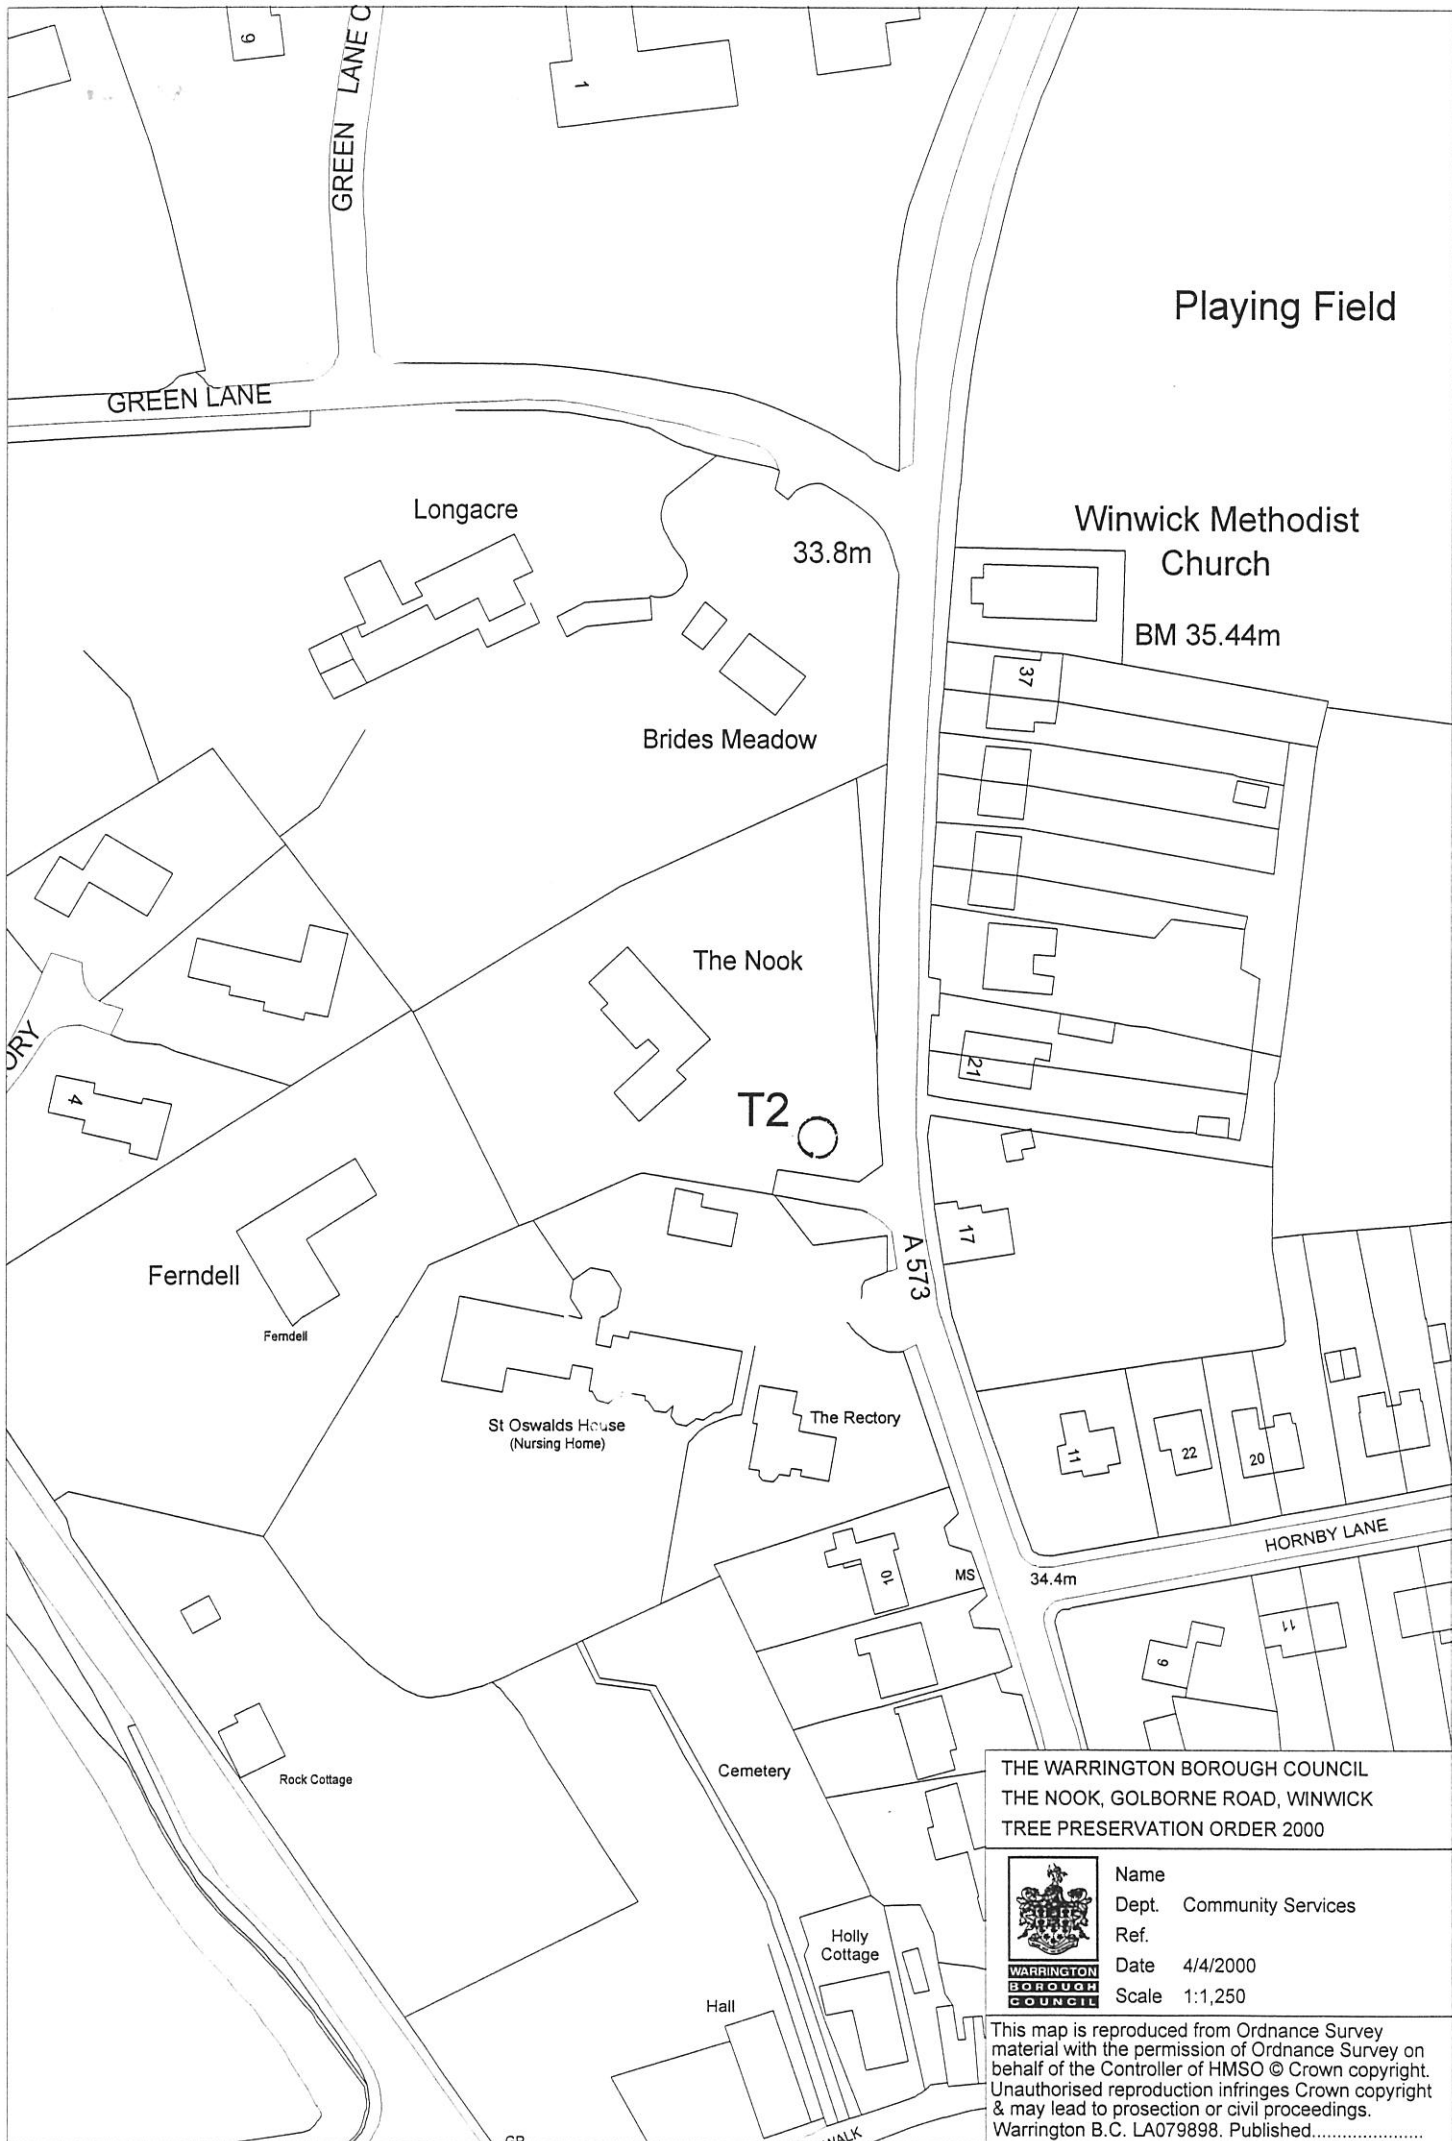 9
1
GREEN LANE C
Playing Field
GREEN LANE
Longacre
33.8m
Winwick Methodist
Church
BM 35.44m
37
Brides Meadow
The Nook
ORY
4
21
T2
17
A 573
Ferndell
Ferndell
St Oswalds House
(Nursing Home)
The Rectory
11
22
20
HORNBY LANE
10
MS
34.4m
11
9
Rock Cottage
Cemetery
Holly
Cottage
Hall
WALK
THE WARRINGTON BOROUGH COUNCIL
THE NOOK, GOLBORNE ROAD, WINWICK
TREE PRESERVATION ORDER 2000
Name
Dept. Community Services
Ref.
Date 4/4/2000
Scale 1:1,250
WARRINGTON
BOROUGH
COUNCIL
This map is reproduced from Ordnance Survey
material with the permission of Ordnance Survey on
behalf of the Controller of HMSO © Crown copyright.
Unauthorised reproduction infringes Crown copyright
& may lead to prosection or civil proceedings.
Warrington B.C. LA079898. Published......................